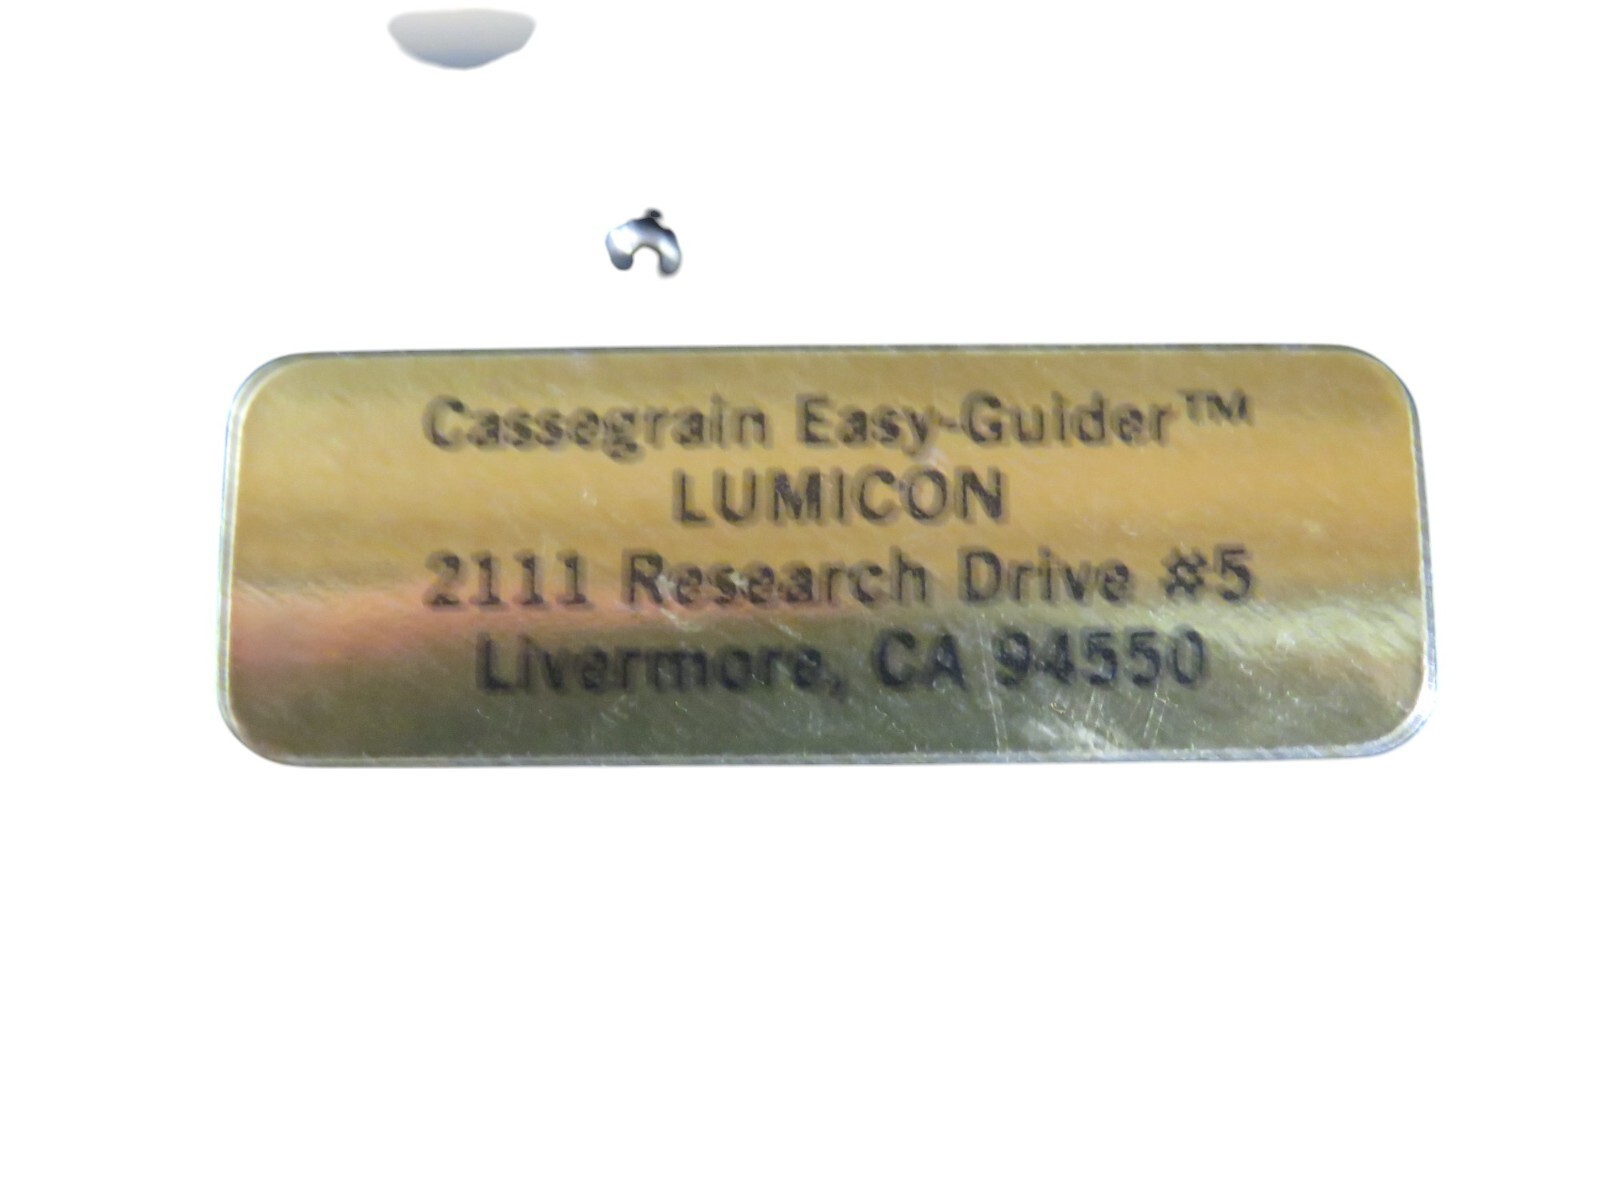 Cassegrain Easy-Guider™
LUMICON
2111 Research Drive #5
Livermore, CA 94550